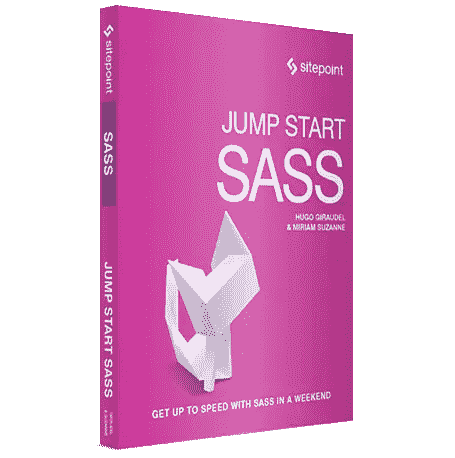 sitepoint
JUMP START
SASS
HUGO GIRAUDEL
& MIRIAM SUZANNE
GET UP TO SPEED WITH SASS IN A WEEKEND
SASS
JUMP START SASS